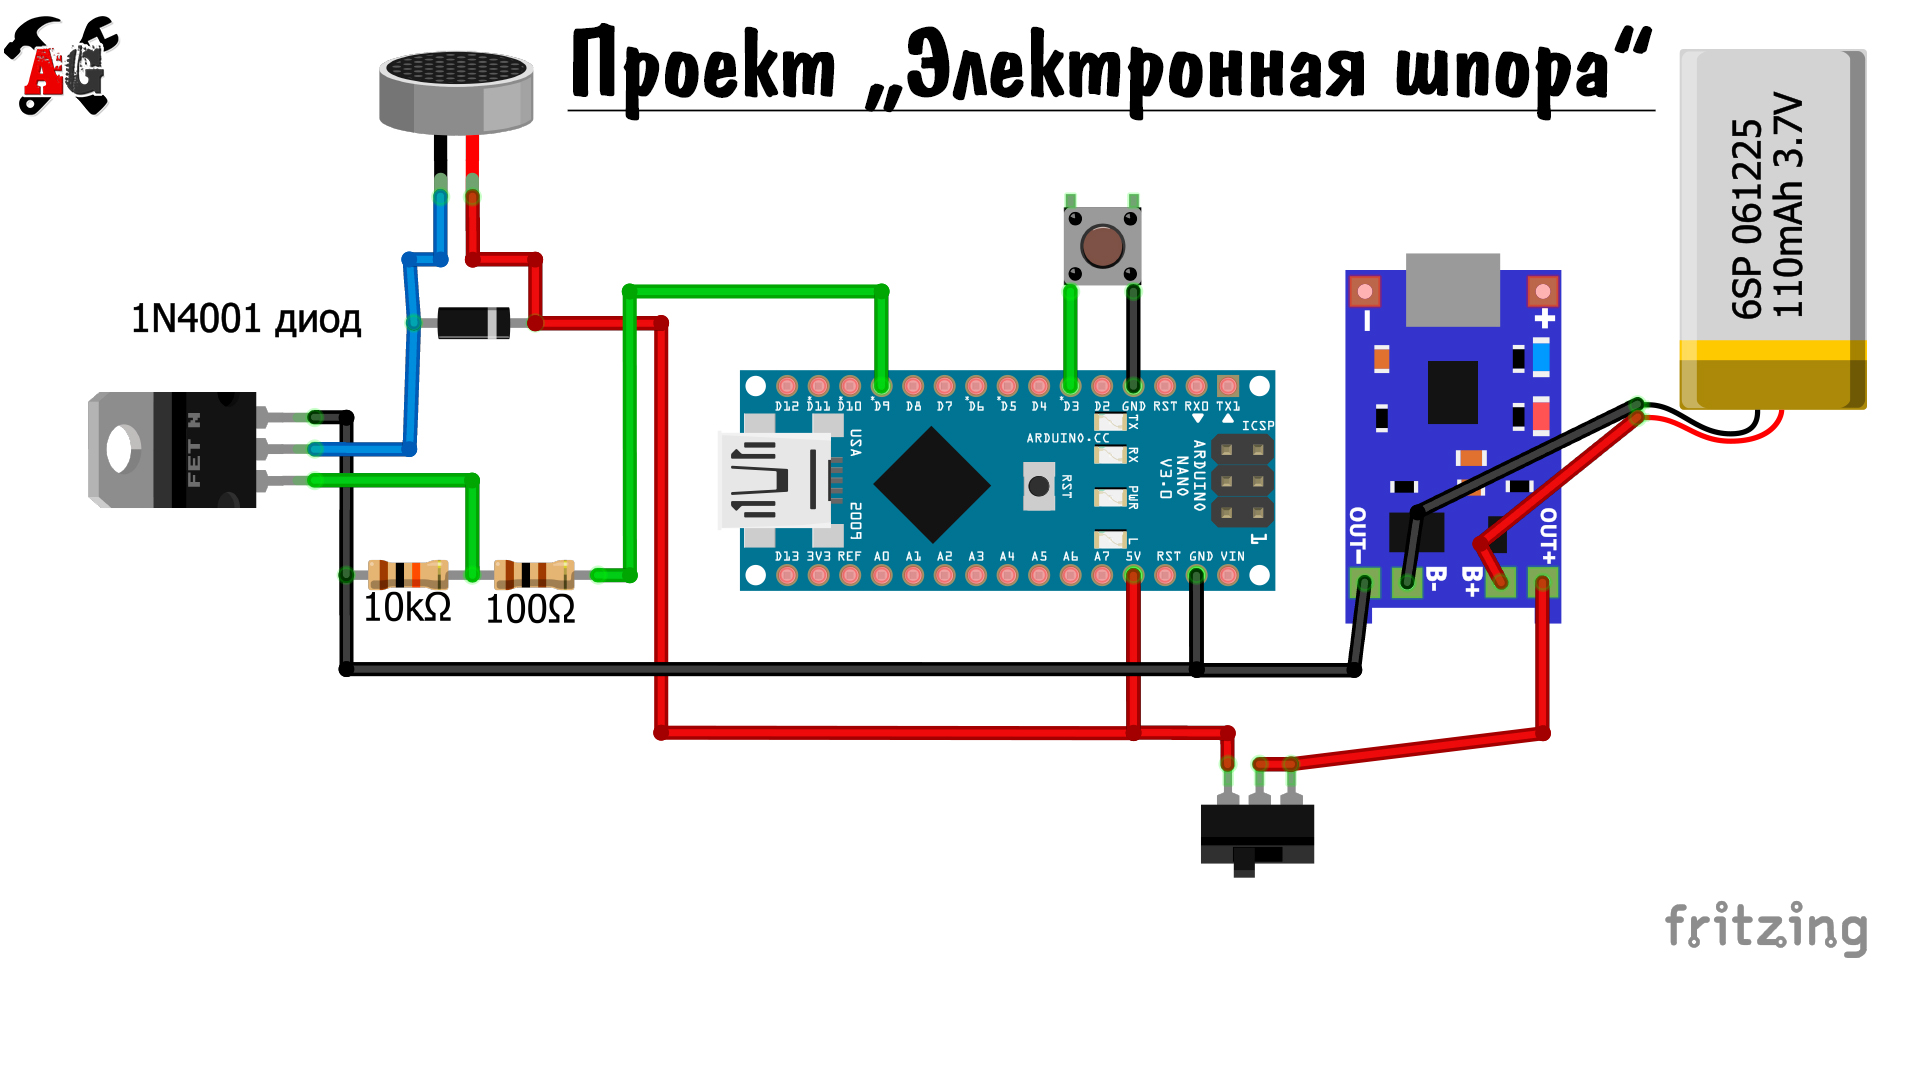 AG
Проект „Электронная шпора“
6SP 061225
110mAh 3.7V
1N4001 диод
FET N
10kΩ
100Ω
D12 D11 D10 D9 D8 D7 D6 D5 D4 D3 D2 GND RST RX0 TX1
USA
2009
ARDUINO.CC
RST
TX
RX
PWR
L
ARDUINO
NANO
V3.0
ICSP
1
D13 3V3 REF A0 A1 A2 A3 A4 A5 A6 A7 5V RST GND VIN
- +
OUT- B- B+ OUT+
fritzing